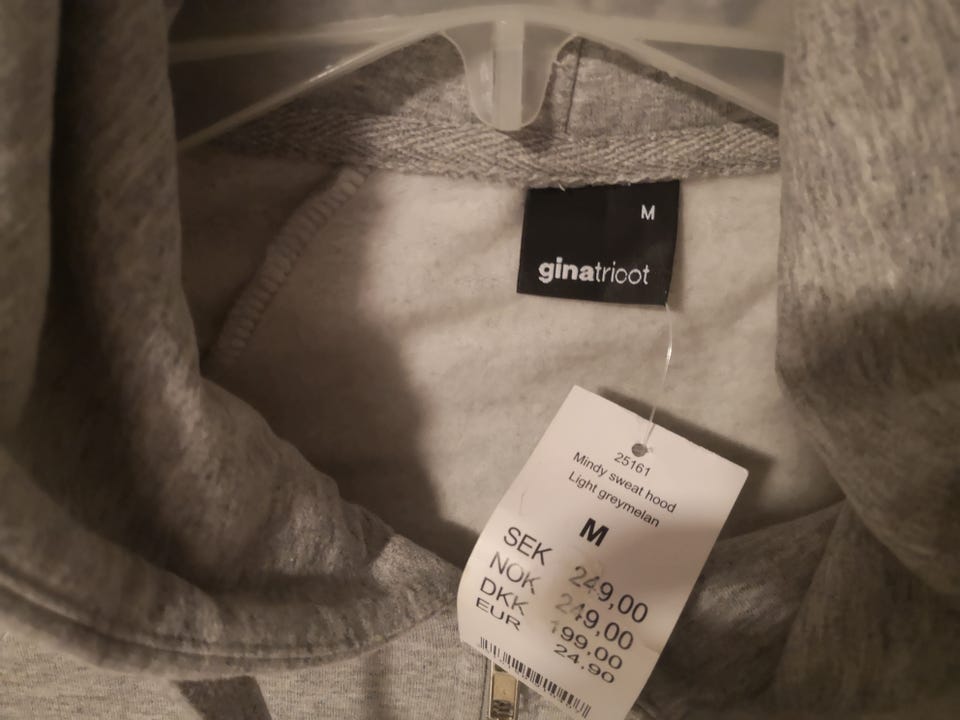 M
ginatricot
25161
Mindy sweat hood
Light greymelan
M
SEK 249,00
NOK 249,00
DKK 199,00
EUR 24.90